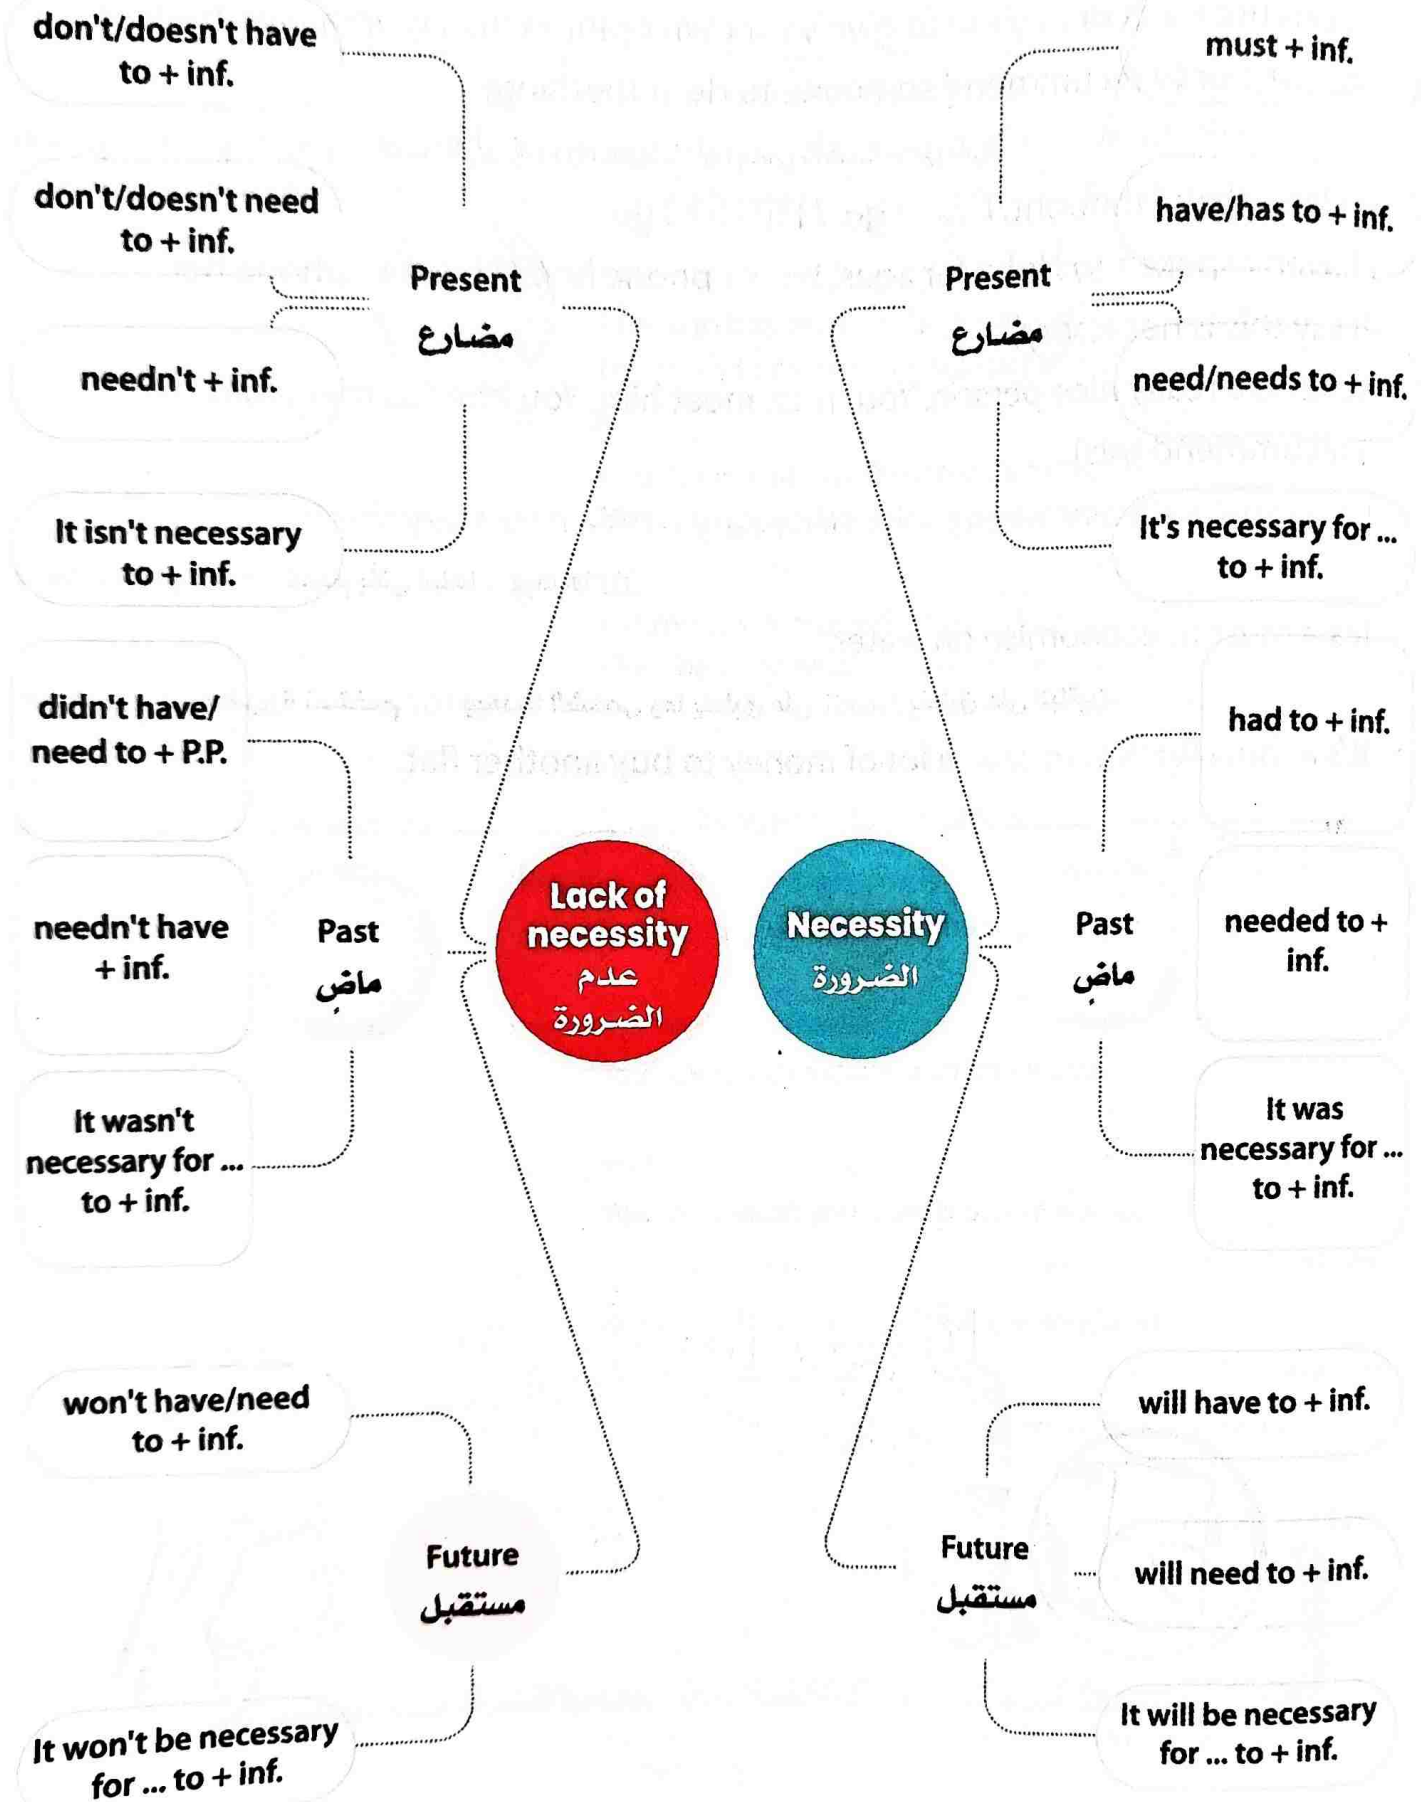 don't/doesn't have
to + inf.
don't/doesn't need
to + inf.
needn't + inf.
It isn't necessary
to + inf.
Present
مضارع
didn't have/
need to + P.P.
needn't have
+ inf.
It wasn't
necessary for ...
to + inf.
Past
ماضٍ
won't have/need
to + inf.
It won't be necessary
for ... to + inf.
Future
مستقبل
Lack of
necessity
عدم
الضرورة
Necessity
الضرورة
Present
مضارع
must + inf.
have/has to + inf.
need/needs to + inf.
It's necessary for ...
to + inf.
Past
ماضٍ
had to + inf.
needed to +
inf.
It was
necessary for ...
to + inf.
Future
مستقبل
will have to + inf.
will need to + inf.
It will be necessary
for ... to + inf.